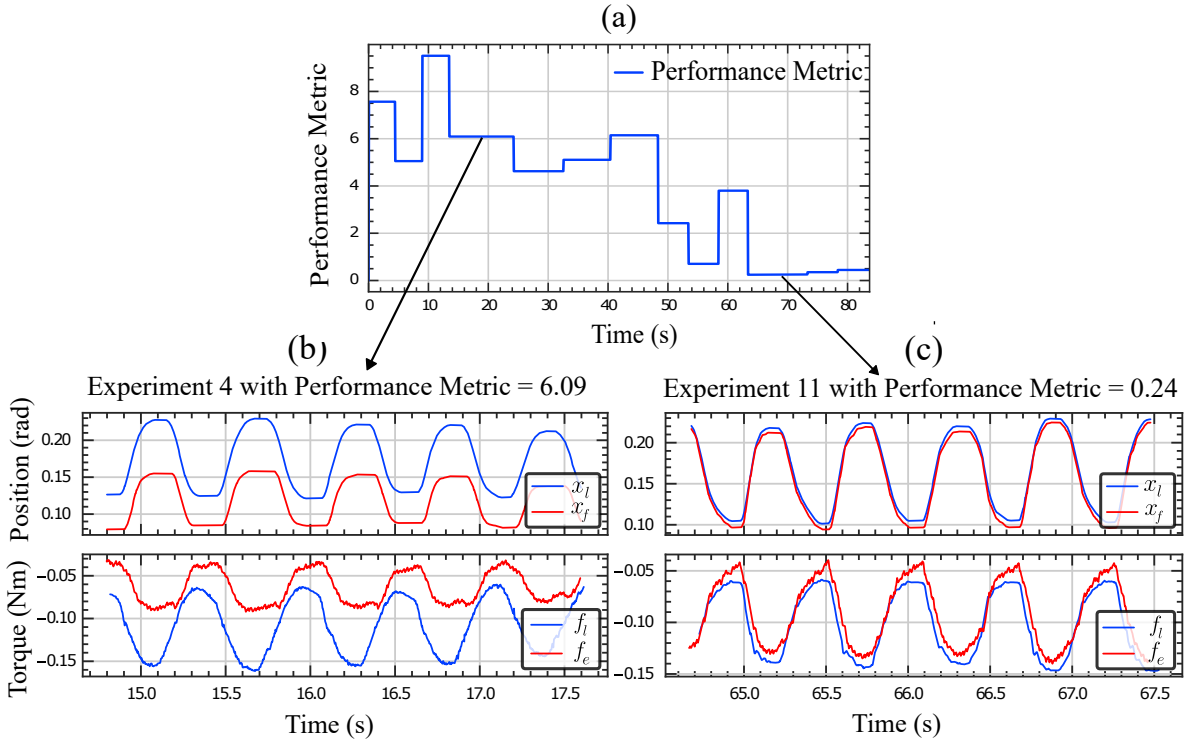 (a)
Performance Metric
Performance Metric
8
6
4
2
0
0 10 20 30 40 50 60 70 80
Time (s)
(b)
Experiment 4 with Performance Metric = 6.09
Position (rad)
0.20
0.15
0.10
x_l
x_f
Torque (Nm)
−0.05
−0.10
−0.15
f_l
f_e
15.0 15.5 16.0 16.5 17.0 17.5
Time (s)
(c)
Experiment 11 with Performance Metric = 0.24
0.20
0.15
0.10
x_l
x_f
−0.05
−0.10
−0.15
f_l
f_e
65.0 65.5 66.0 66.5 67.0 67.5
Time (s)